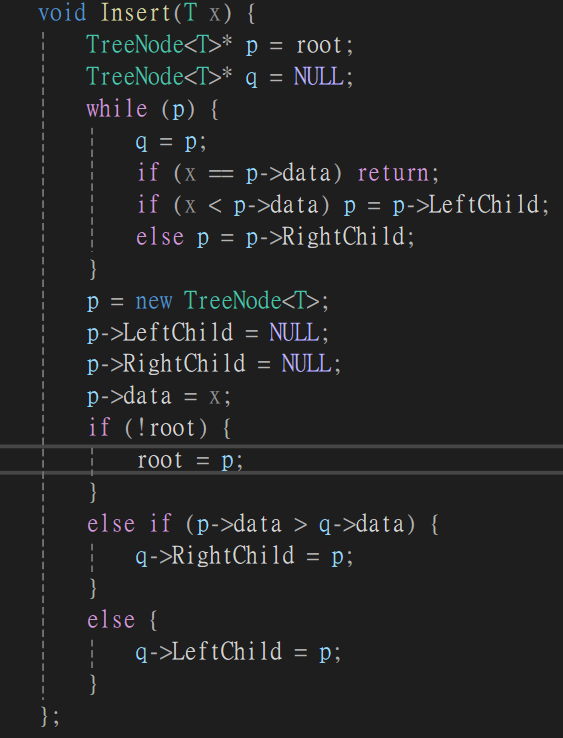 void Insert(T x) {
    TreeNode<T>* p = root;
    TreeNode<T>* q = NULL;
    while (p) {
        q = p;
        if (x == p->data) return;
        if (x < p->data) p = p->LeftChild;
        else p = p->RightChild;
    }
    p = new TreeNode<T>;
    p->LeftChild = NULL;
    p->RightChild = NULL;
    p->data = x;
    if (!root) {
        root = p;
    }
    else if (p->data > q->data) {
        q->RightChild = p;
    }
    else {
        q->LeftChild = p;
    }
};